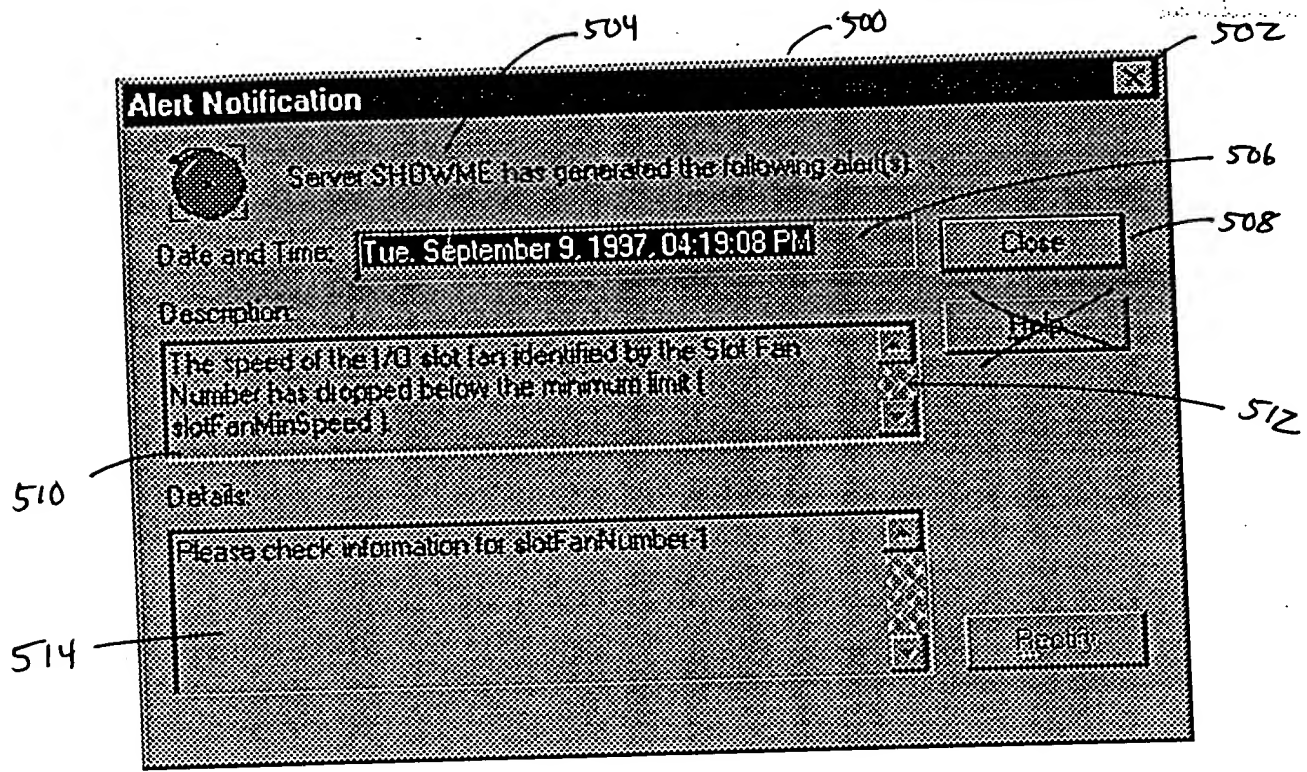 504 500 502
Alert Notification
Server SHOWME has generated the following alert(s).
506
Date and Time: Tue. September 9, 1997, 04:19:08 PM Close
508
Description: Help
The speed of the I/O slot fan identified by the Slot Fan
Number has dropped below the minimum limit (
slotFanMinSpeed ).
512
510
Details:
Please check information for slotFanNumber-1
514